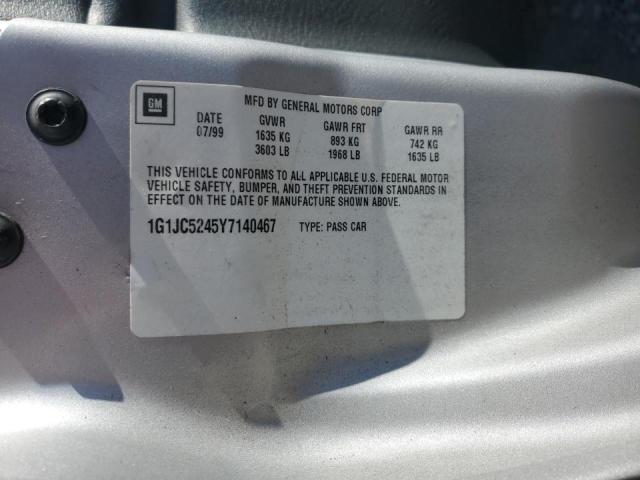 GM
MFD BY GENERAL MOTORS CORP
DATE GVWR GAWR FRT GAWR RR
07/99 1635 KG 893 KG 742 KG
3603 LB 1968 LB 1635 LB
THIS VEHICLE CONFORMS TO ALL APPLICABLE U.S. FEDERAL MOTOR
VEHICLE SAFETY, BUMPER, AND THEFT PREVENTION STANDARDS IN
EFFECT ON THE DATE OF MANUFACTURE SHOWN ABOVE.
1G1JC5245Y7140467 TYPE: PASS CAR